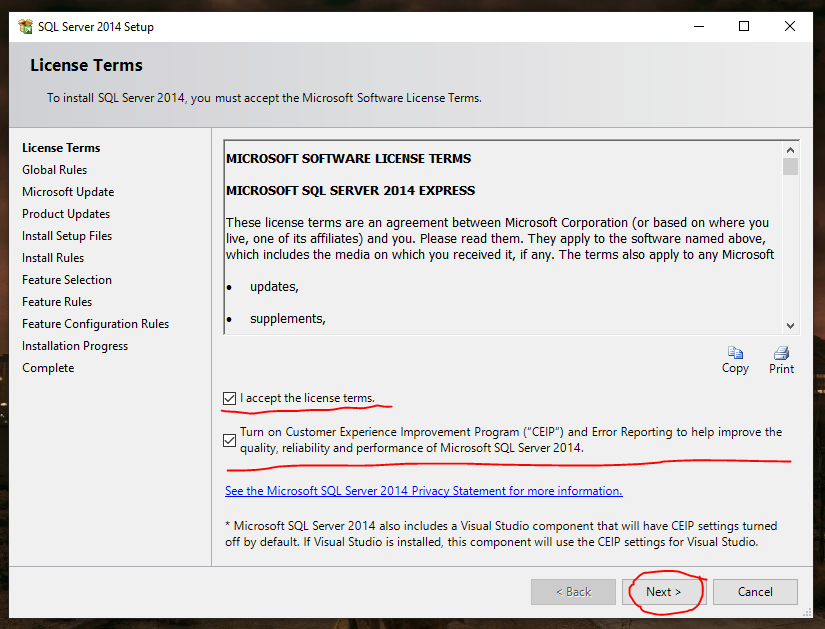 SQL Server 2014 Setup
License Terms
To install SQL Server 2014, you must accept the Microsoft Software License Terms.
License Terms
Global Rules
Microsoft Update
Product Updates
Install Setup Files
Install Rules
Feature Selection
Feature Rules
Feature Configuration Rules
Installation Progress
Complete
MICROSOFT SOFTWARE LICENSE TERMS
MICROSOFT SQL SERVER 2014 EXPRESS
These license terms are an agreement between Microsoft Corporation (or based on where you
live, one of its affiliates) and you. Please read them. They apply to the software named above,
which includes the media on which you received it, if any. The terms also apply to any Microsoft
• updates,
• supplements,
Copy Print
I accept the license terms.
Turn on Customer Experience Improvement Program ("CEIP") and Error Reporting to help improve the
quality, reliability and performance of Microsoft SQL Server 2014.
See the Microsoft SQL Server 2014 Privacy Statement for more information.
* Microsoft SQL Server 2014 also includes a Visual Studio component that will have CEIP settings turned
off by default. If Visual Studio is installed, this component will use the CEIP settings for Visual Studio.
< Back Next > Cancel